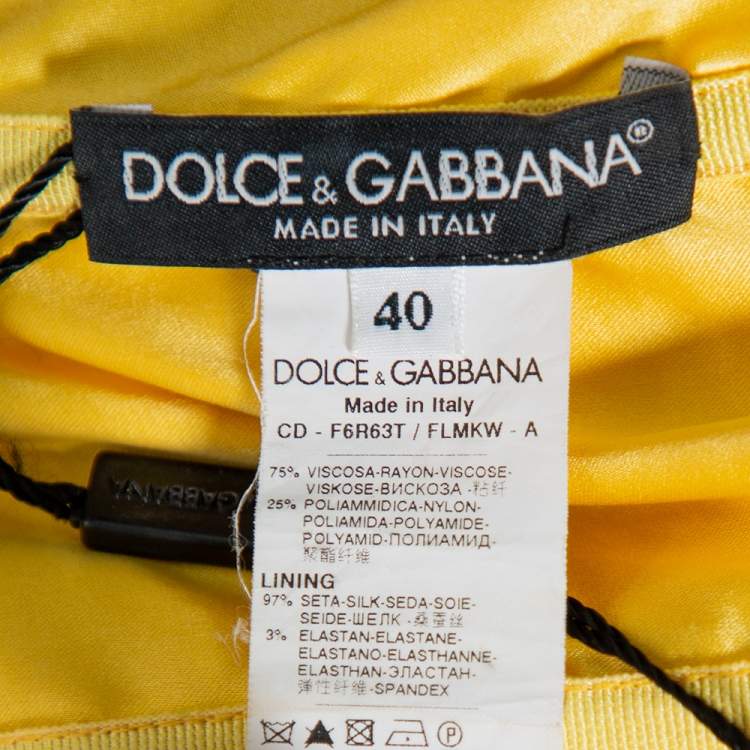 DOLCE & GABBANA®
MADE IN ITALY
40
DOLCE & GABBANA
Made in Italy
CD - F6R63T / FLMKW - A
75% VISCOSA-RAYON-VISCOSE-
VISKOSE-ВИСКОЗА -粘纤
25% POLIAMMIDICA-NYLON-
POLIAMIDA-POLYAMIDE-
POLYAMID-ПОЛИАМИД-
聚酯纤维
LINING
97% SETA-SILK-SEDA-SOIE-
SEIDE-ШЕЛК -桑蚕丝
3% ELASTAN-ELASTANE-
ELASTANO-ELASTHANNE-
ELASTHAN-ЭЛАСТАН-
弹性纤维-SPANDEX
P
GABBANA